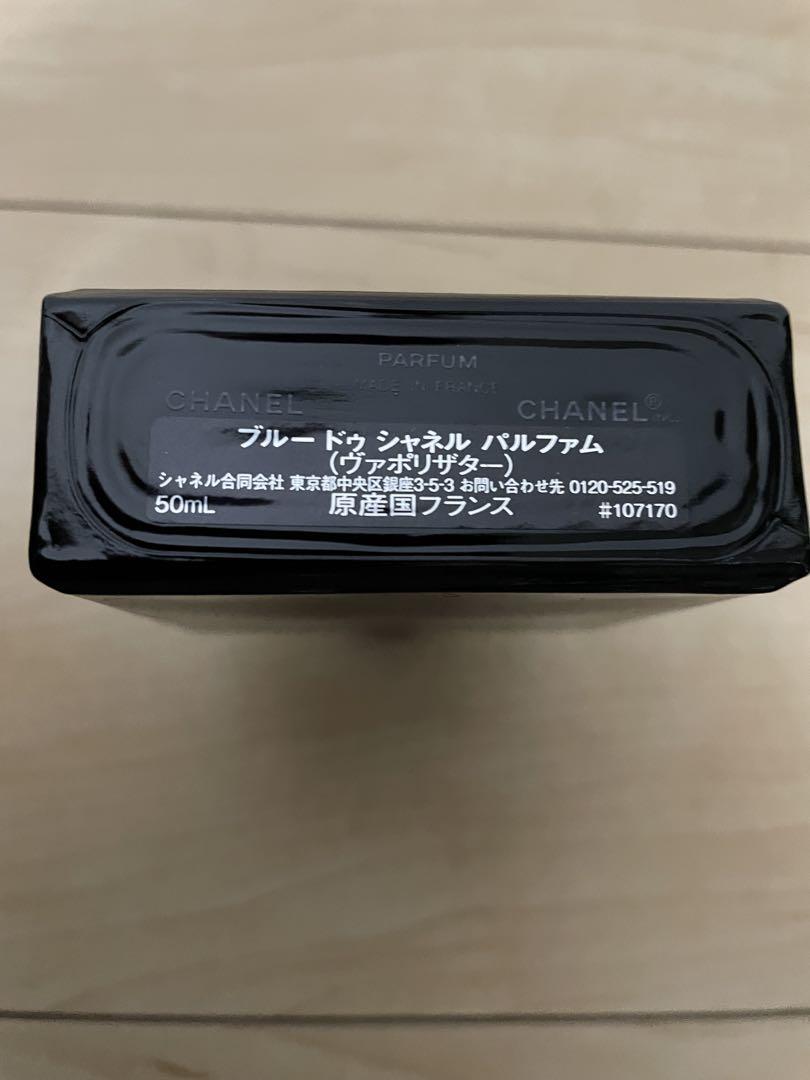 PARFUM
MADE IN FRANCE
CHANEL CHANEL®
ブルー ドゥ シャネル パルファム
(ヴァポリザター)
シャネル合同会社 東京都中央区銀座3-5-3 お問い合わせ先 0120-525-519
50mL 原産国フランス #107170